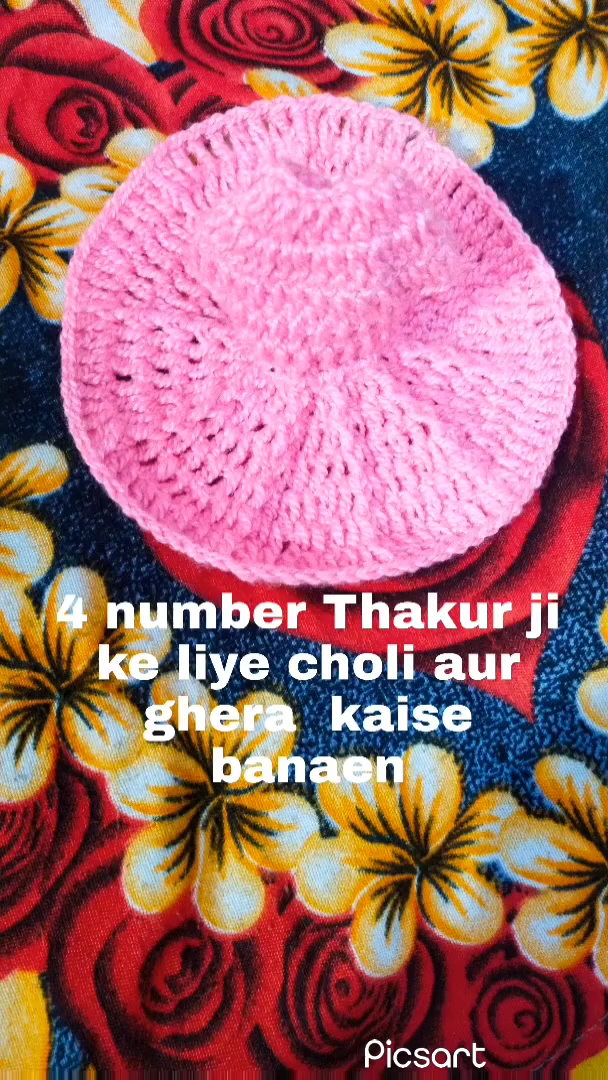 4 number Thakur ji
ke liye choli aur
ghera kaise
banaen
Picsart